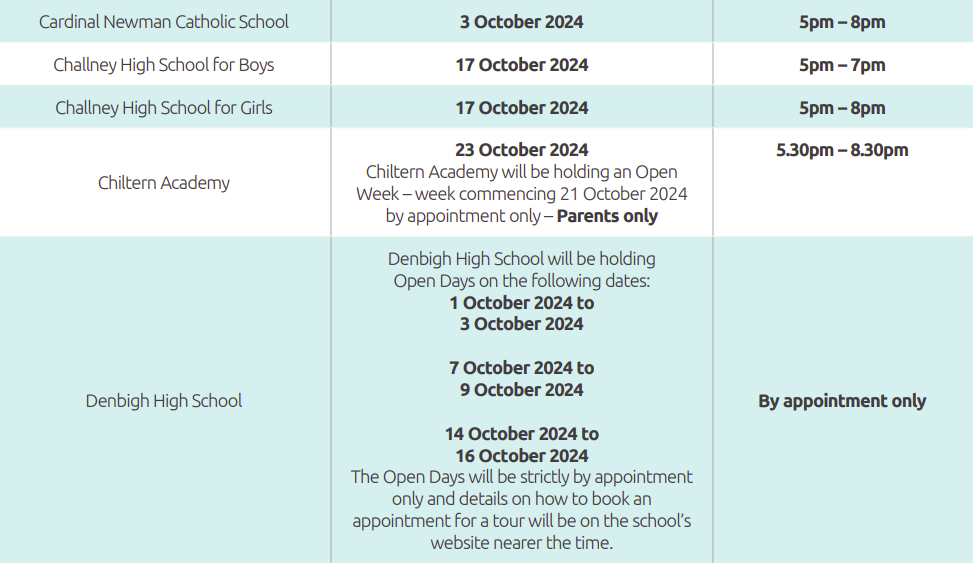 Cardinal Newman Catholic School
3 October 2024
5pm – 8pm
Challney High School for Boys
17 October 2024
5pm – 7pm
Challney High School for Girls
17 October 2024
5pm – 8pm
Chiltern Academy
23 October 2024
Chiltern Academy will be holding an Open
Week – week commencing 21 October 2024
by appointment only – Parents only
5.30pm – 8.30pm
Denbigh High School
Denbigh High School will be holding
Open Days on the following dates:
1 October 2024 to
3 October 2024
7 October 2024 to
9 October 2024
14 October 2024 to
16 October 2024
The Open Days will be strictly by appointment
only and details on how to book an
appointment for a tour will be on the school’s
website nearer the time.
By appointment only